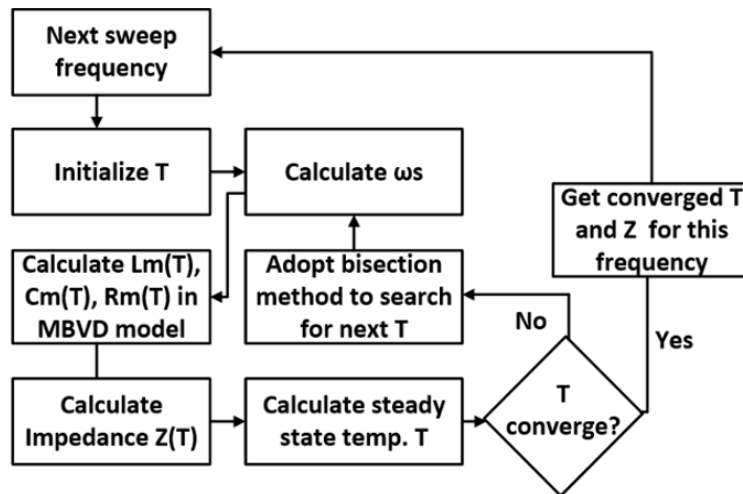 Next sweep
frequency
Initialize T
Calculate ωs
Get converged T
and Z for this
frequency
Calculate Lm(T),
Cm(T), Rm(T) in
MBVD model
Adopt bisection
method to search
for next T
No
Yes
Calculate
Impedance Z(T)
Calculate steady
state temp. T
T
converge?